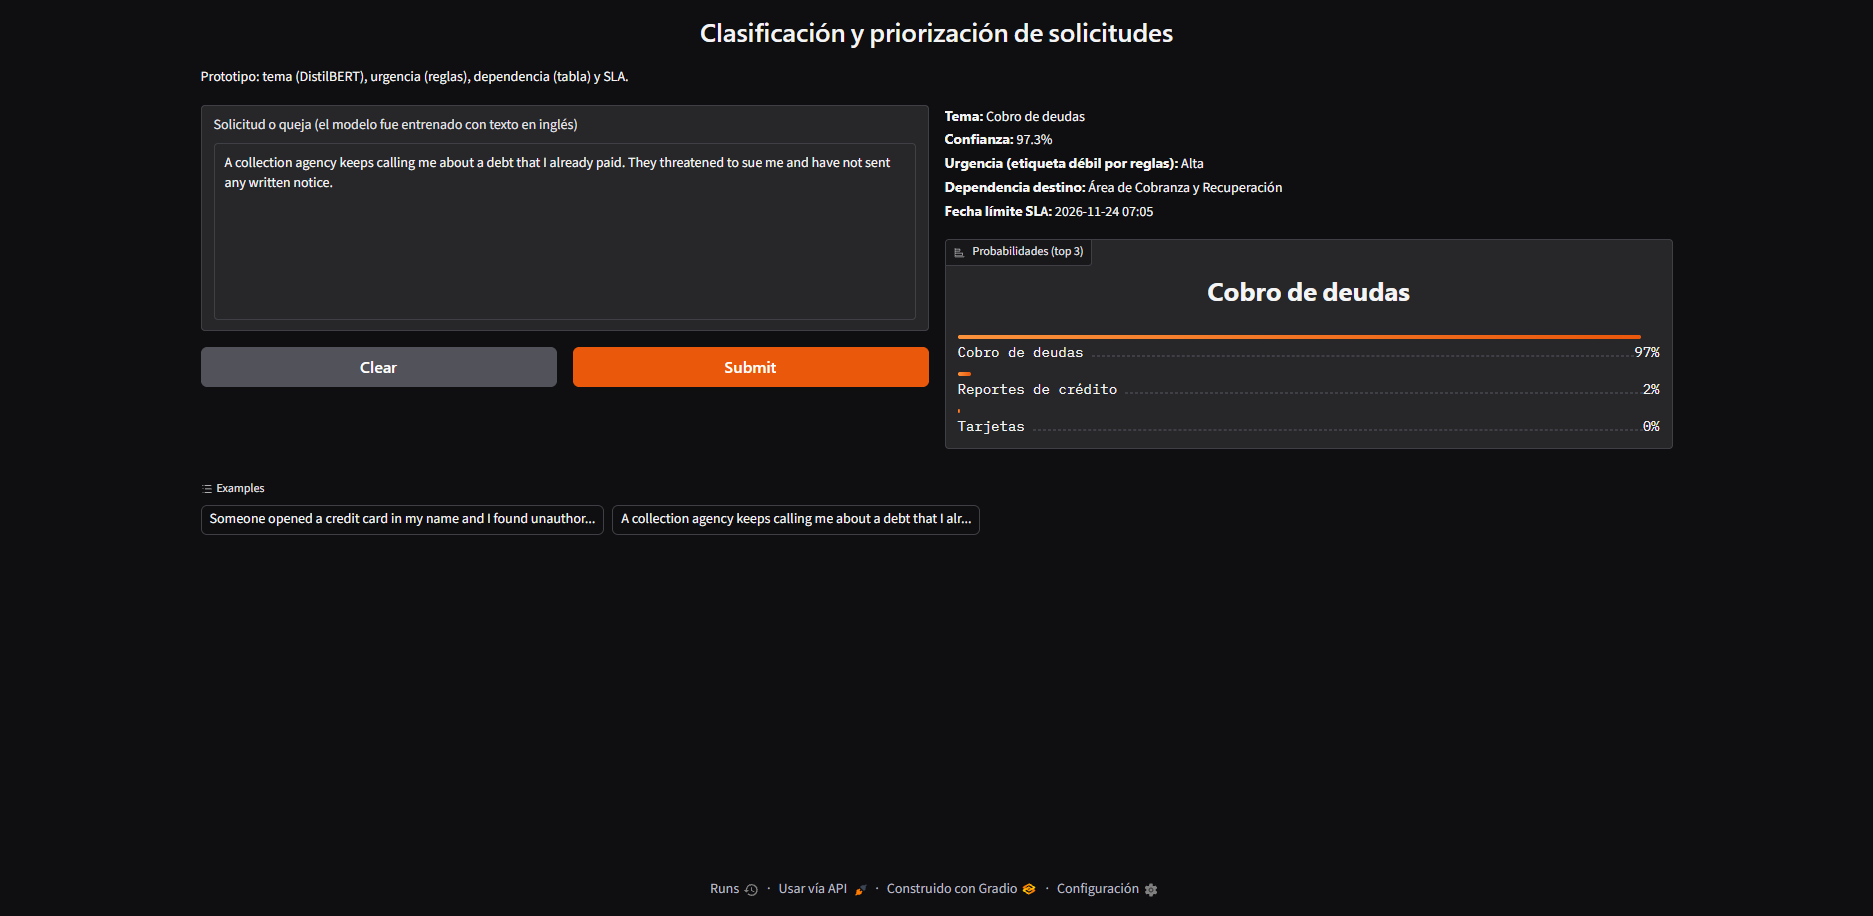 Clasificación y priorización de solicitudes
Prototipo: tema (DistilBERT), urgencia (reglas), dependencia (tabla) y SLA.
Solicitud o queja (el modelo fue entrenado con texto en inglés)
A collection agency keeps calling me about a debt that I already paid. They threatened to sue me and have not sent
any written notice.
Clear
Submit
Tema: Cobro de deudas
Confianza: 97.3%
Urgencia (etiqueta débil por reglas): Alta
Dependencia destino: Área de Cobranza y Recuperación
Fecha límite SLA: 2026-11-24 07:05
Probabilidades (top 3)
Cobro de deudas
Cobro de deudas 97%
Reportes de crédito 2%
Tarjetas 0%
Examples
Someone opened a credit card in my name and I found unauthor...
A collection agency keeps calling me about a debt that I alr...
Runs · Usar vía API · Construido con Gradio · Configuración